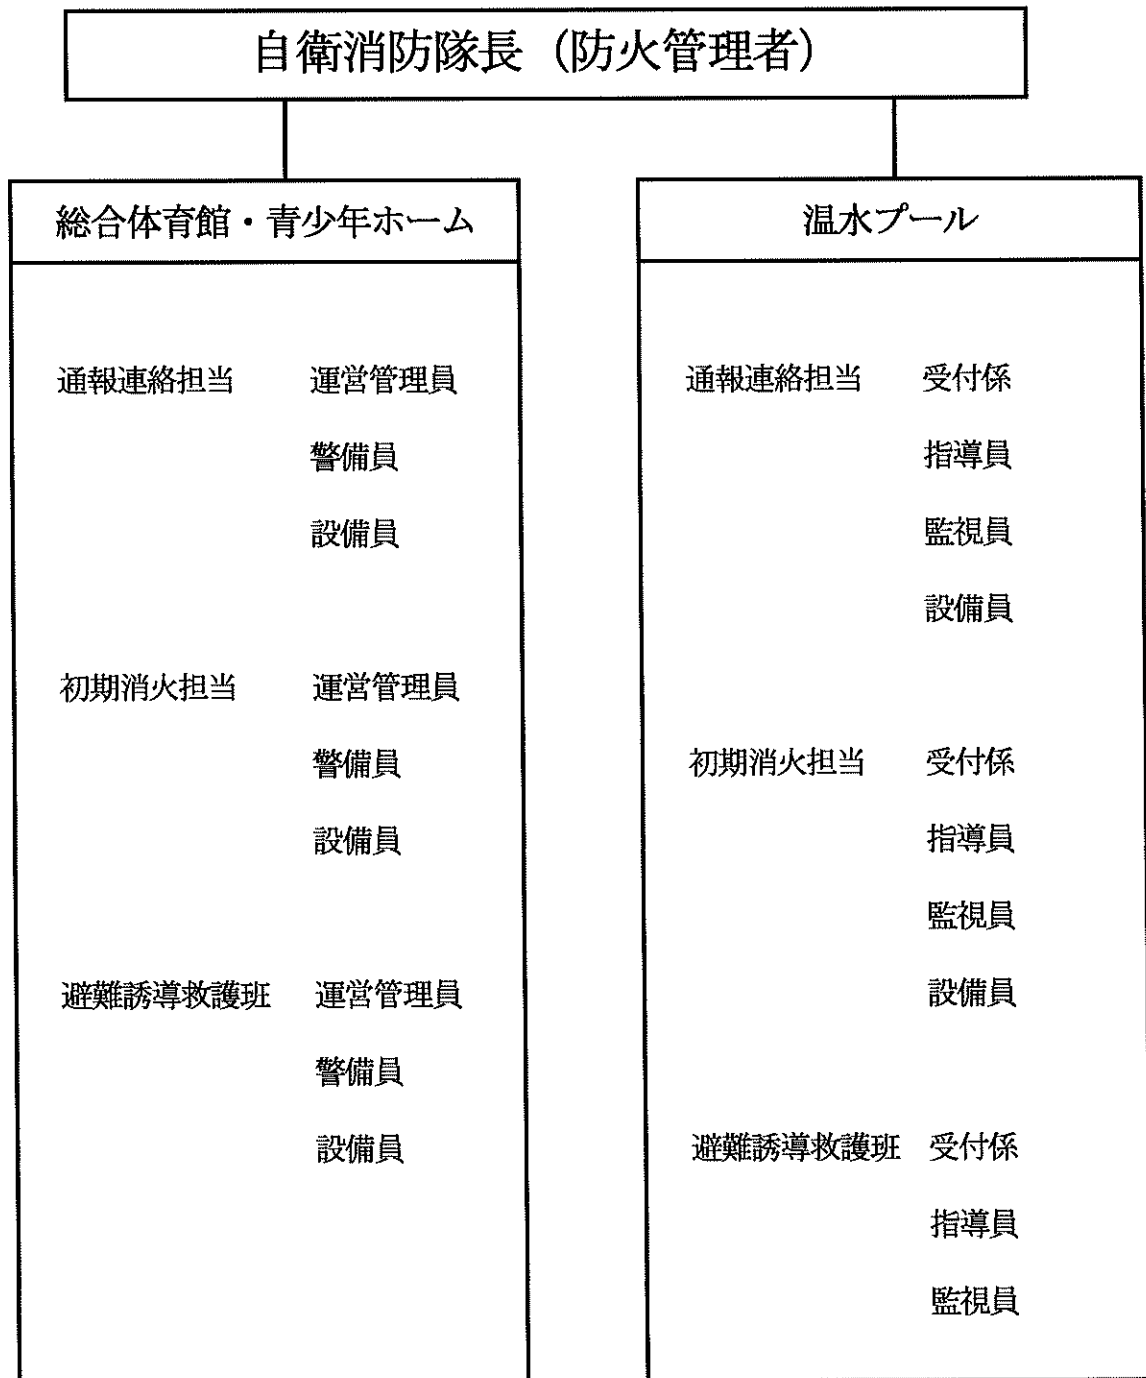 自衛消防隊長（防火管理者）
総合体育館・青少年ホーム
通報連絡担当 運営管理員
警備員
設備員
初期消火担当 運営管理員
警備員
設備員
避難誘導救護班 運営管理員
警備員
設備員
温水プール
通報連絡担当 受付係
指導員
監視員
設備員
初期消火担当 受付係
指導員
監視員
設備員
避難誘導救護班 受付係
指導員
監視員